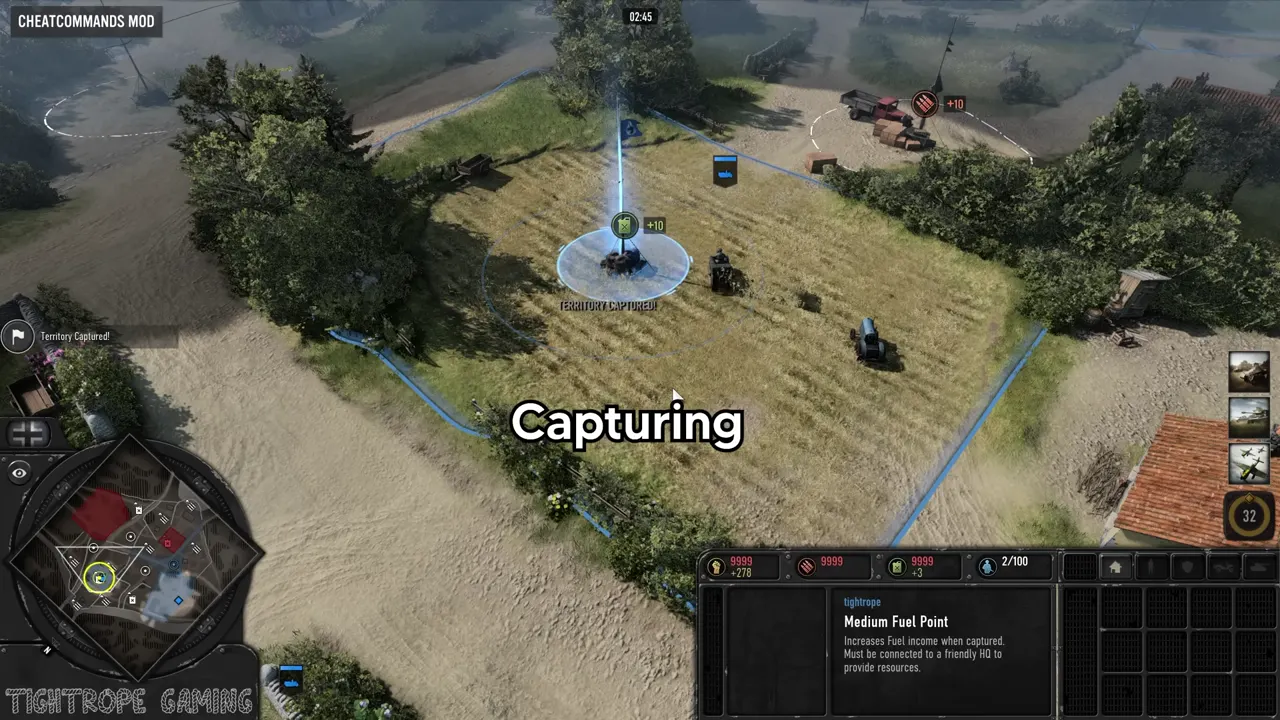 CHEATCOMMANDS MOD
02:45
+10
+10
TERRITORY CAPTURED!
Territory Captured!
Capturing
32
9999
+278
9999
9999
+3
2/100
tightrope
Medium Fuel Point
Increases Fuel income when captured.
Must be connected to a friendly HQ to
provide resources.
N
TIGHTROPE GAMING